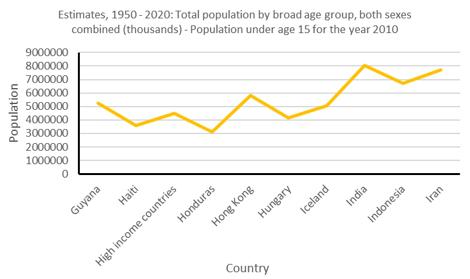 Estimates, 1950 - 2020: Total population by broad age group, both sexes
combined (thousands) - Population under age 15 for the year 2010
Population
9000000
8000000
7000000
6000000
5000000
4000000
3000000
2000000
1000000
0
Guyana
Haiti
High income countries
Honduras
Hong Kong
Hungary
Iceland
India
Indonesia
Iran
Country